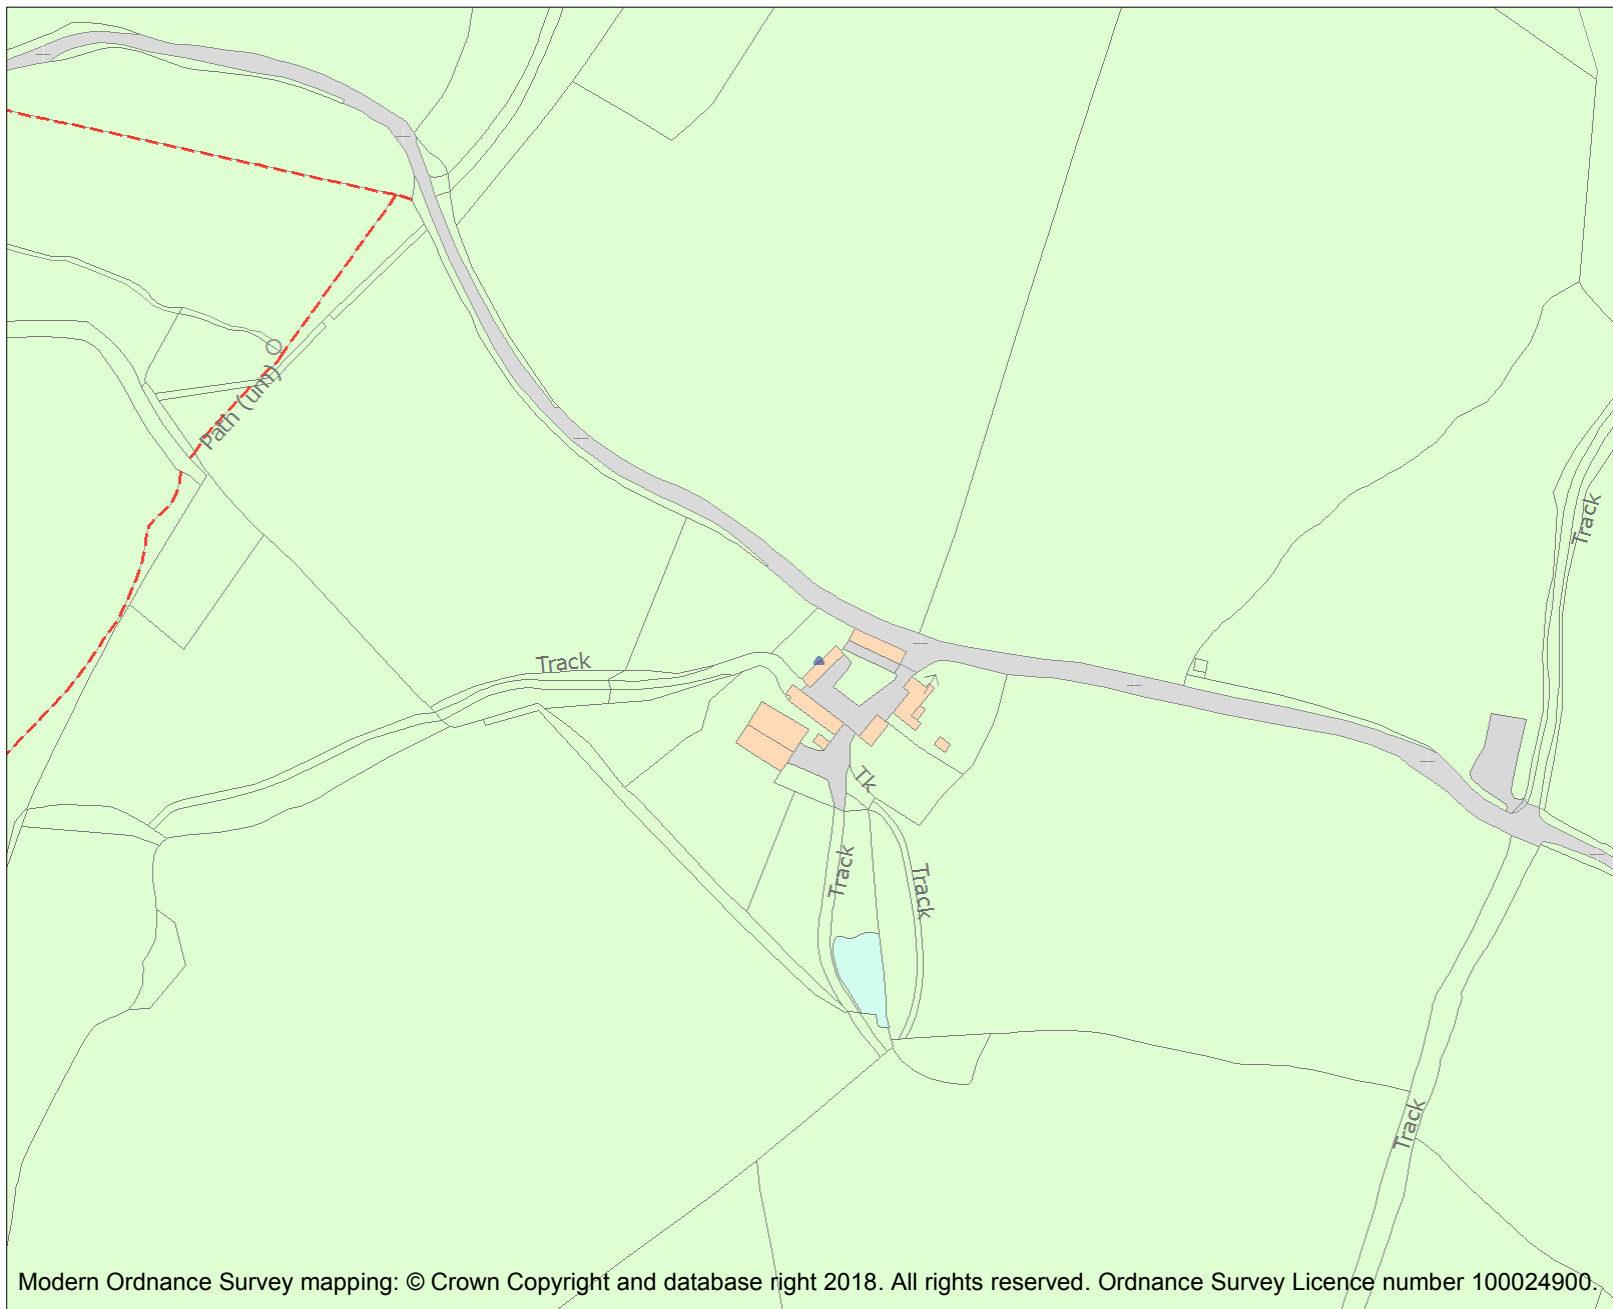 Path (um)
Track
Track
Tk
Track
Track
Track
Modern Ordnance Survey mapping: © Crown Copyright and database right 2018. All rights reserved. Ordnance Survey Licence number 100024900.